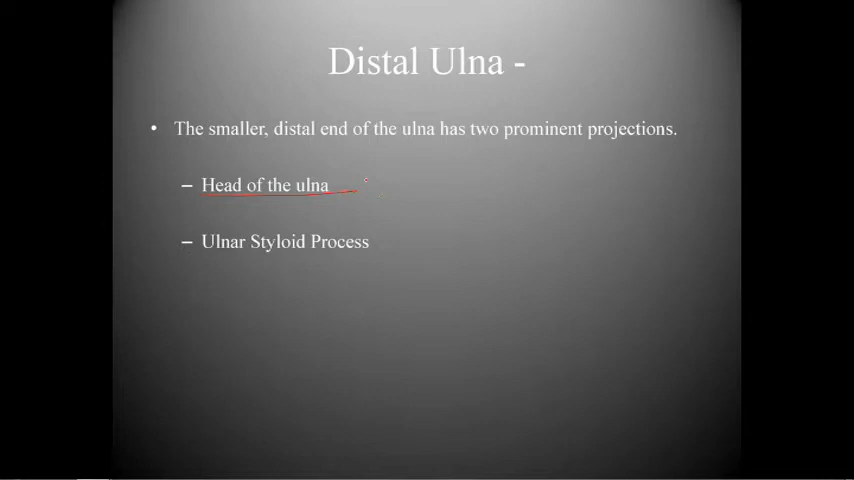 Distal Ulna -
• The smaller, distal end of the ulna has two prominent projections.
– Head of the ulna
– Ulnar Styloid Process